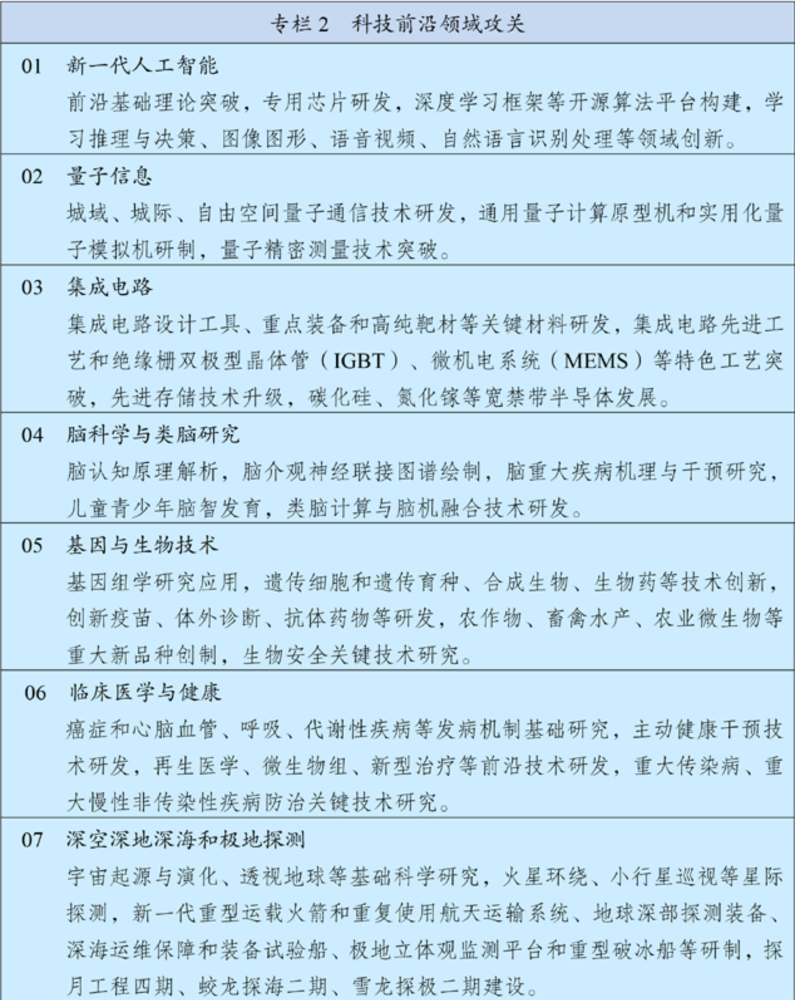 专栏2 科技前沿领域攻关
01 新一代人工智能
前沿基础理论突破，专用芯片研发，深度学习框架等开源算法平台构建，学
习推理与决策、图像图形、语音视频、自然语言识别处理等领域创新。
02 量子信息
城域、城际、自由空间量子通信技术研发，通用量子计算原型机和实用化量
子模拟机研制，量子精密测量技术突破。
03 集成电路
集成电路设计工具、重点装备和高纯靶材等关键材料研发，集成电路先进工
艺和绝缘栅双极型晶体管（IGBT）、微机电系统（MEMS）等特色工艺突
破，先进存储技术升级，碳化硅、氮化镓等宽禁带半导体发展。
04 脑科学与类脑研究
脑认知原理解析，脑介观神经联接图谱绘制，脑重大疾病机理与干预研究，
儿童青少年脑智发育，类脑计算与脑机融合技术研发。
05 基因与生物技术
基因组学研究应用，遗传细胞和遗传育种、合成生物、生物药等技术创新，
创新疫苗、体外诊断、抗体药物等研发，农作物、畜禽水产、农业微生物等
重大新品种创制，生物安全关键技术研究。
06 临床医学与健康
癌症和心脑血管、呼吸、代谢性疾病等发病机制基础研究，主动健康干预技
术研发，再生医学、微生物组、新型治疗等前沿技术研发，重大传染病、重
大慢性非传染性疾病防治关键技术研究。
07 深空深地深海和极地探测
宇宙起源与演化、透视地球等基础科学研究，火星环绕、小行星巡视等星际
探测，新一代重型运载火箭和重复使用航天运输系统、地球深部探测装备、
深海运维保障和装备试验船、极地立体观监测平台和重型破冰船等研制，探
月工程四期、蛟龙探海二期、雪龙探极二期建设。